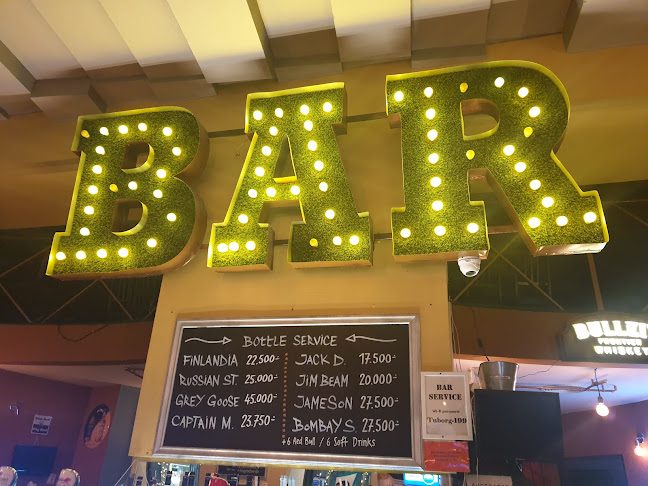 BAR
BOTTLE SERVICE
FINLANDIA 22.500-
RUSSIAN ST. 25.000-
GREY GOOSE 45.000-
CAPTAIN M. 23.750-
JACK D. 17.500-
JIM BEAM 20.000-
JAMESON 27.500-
BOMBAY S. 27.500-
+ 6 Red Bull / 6 Soft Drinks
BAR
SERVICE
Tuborg-499
BULLEIT
FRONTIER
WHISKEY